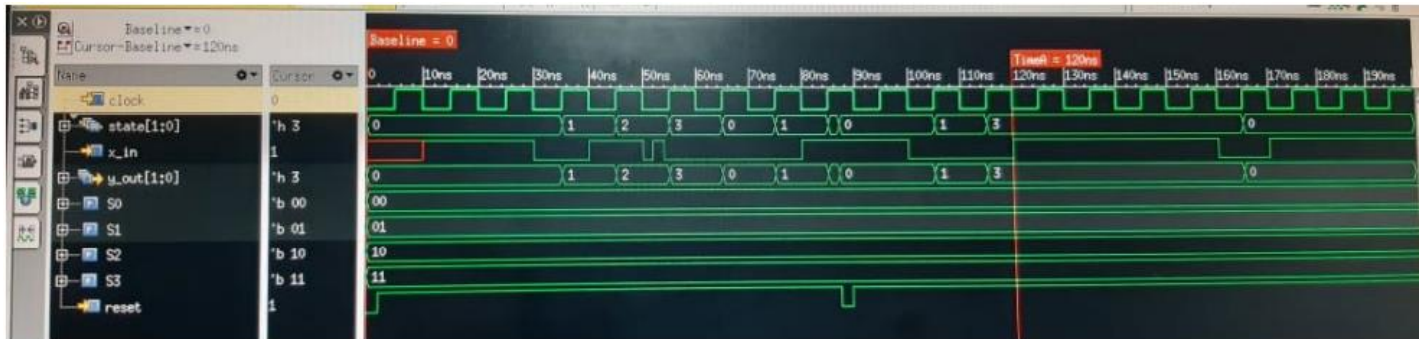 Baseline▼=0
Cursor-Baseline▼=120ns
Baseline = 0
TimeA = 120ns
Name Cursor 0 10ns 20ns 30ns 40ns 50ns 60ns 70ns 80ns 90ns 100ns 110ns 120ns 130ns 140ns 150ns 160ns 170ns 180ns 190ns
clock 0
state[1:0] 'h 3 0 1 2 3 0 1 0 1 3 0
x_in 1
y_out[1:0] 'h 3 0 1 2 3 0 1 0 1 3 0
S0 'b 00 00
S1 'b 01 01
S2 'b 10 10
S3 'b 11 11
reset 1